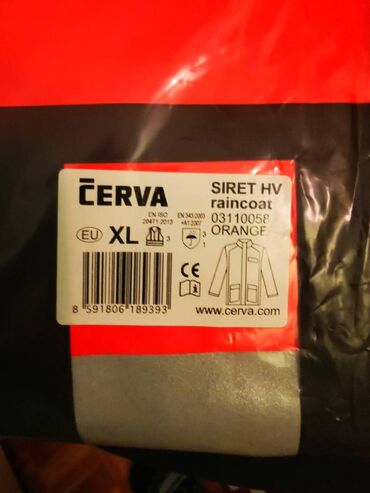 ČERVA
SIRET HV
raincoat
03110058
ORANGE
EU
XL
EN ISO
20471:2013
3
EN 343:2003
+A1:2007
3
1
CE
i
8 591806 189393
www.cerva.com